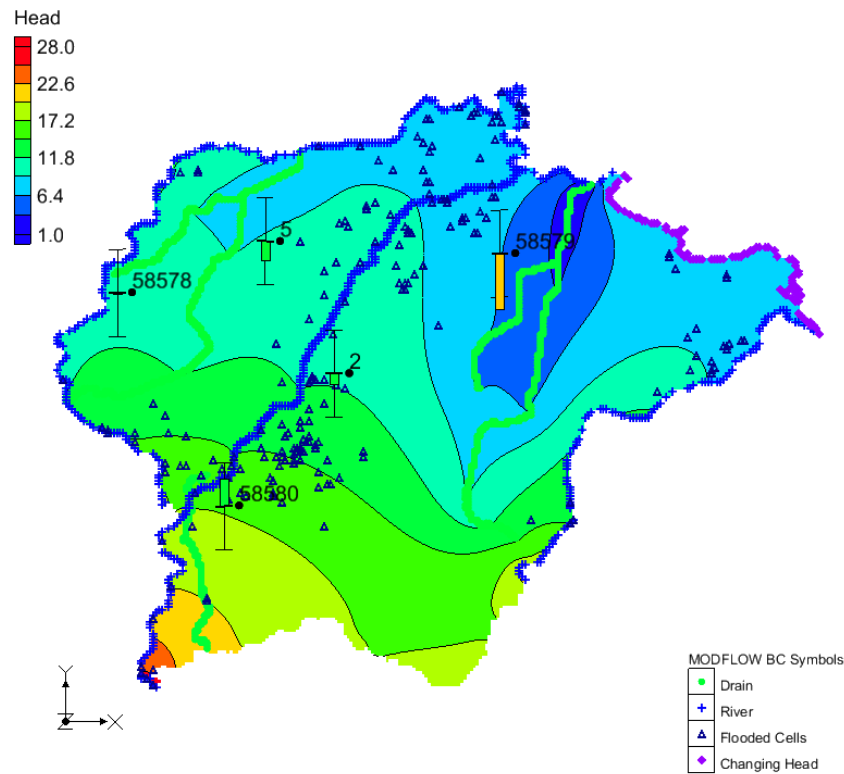 Head
28.0
22.6
17.2
11.8
6.4
1.0
5
58579
58578
2
58580
Y
Z
X
MODFLOW BC Symbols
Drain
River
Flooded Cells
Changing Head